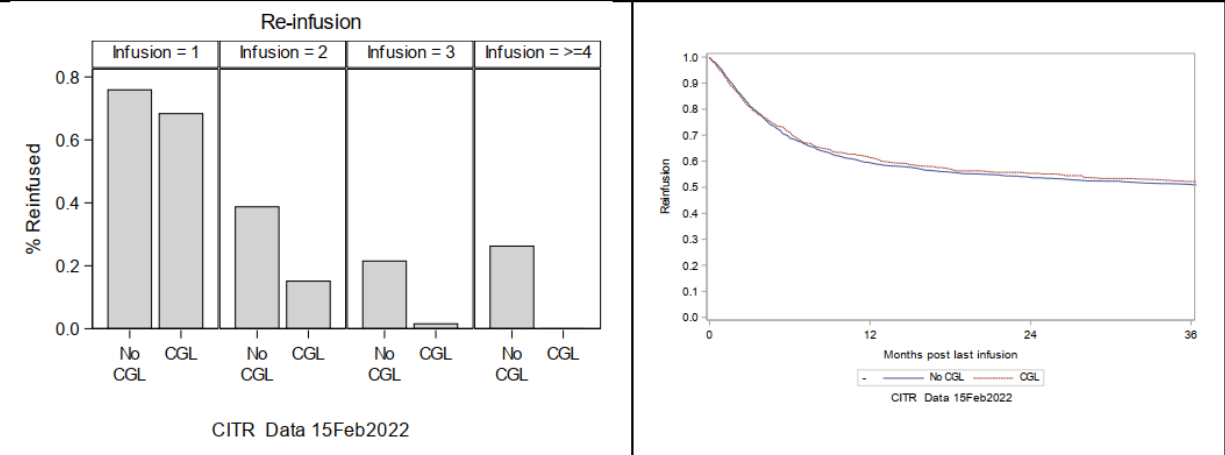 Re-infusion
Infusion = 1 Infusion = 2 Infusion = 3 Infusion = >=4
% Reinfused
0.8
0.6
0.4
0.2
0.0
No CGL CGL No CGL CGL No CGL CGL No CGL CGL
CITR Data 15Feb2022
Reinfusion
1.0
0.9
0.8
0.7
0.6
0.5
0.4
0.3
0.2
0.1
0.0
0 12 24 36
Months post last infusion
- No CGL CGL
CITR Data 15Feb2022